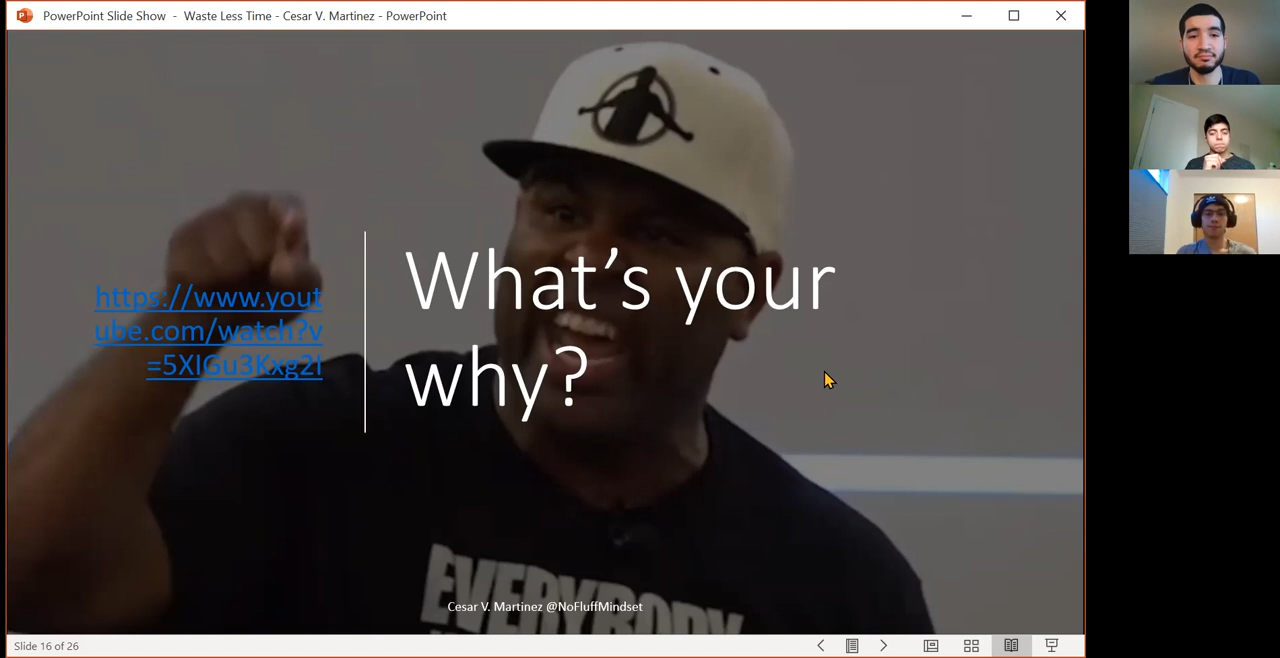 PowerPoint Slide Show - Waste Less Time - Cesar V. Martinez - PowerPoint
https://www.yout
ube.com/watch?v
=5XIGu3Kxg2I
What's your
why?
EVERYBODY
Cesar V. Martinez @NoFluffMindset
Slide 16 of 26